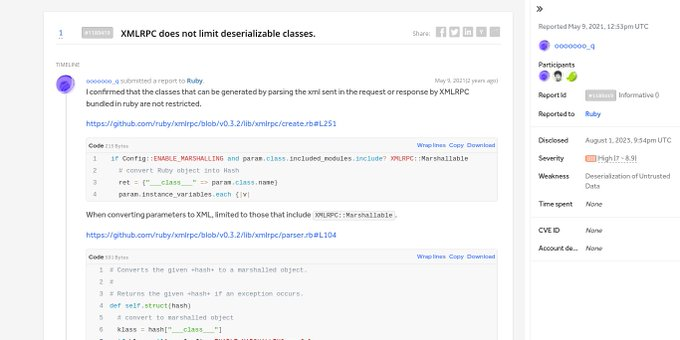 1
#1185419 XMLRPC does not limit deserializable classes.
Share:
TIMELINE
ooooooo_q submitted a report to Ruby.
May 9, 2021(2 years ago)
I confirmed that the classes that can be generated by parsing the xml sent in the request or response by XMLRPC
bundled in ruby are not restricted.
https://github.com/ruby/xmlrpc/blob/v0.3.2/lib/xmlrpc/create.rb#L251
Code 215 Bytes
Wrap lines Copy Download
1 if Config::ENABLE_MARSHALLING and param.class.included_modules.include? XMLRPC::Marshallable
2 # convert Ruby object into Hash
3 ret = {"___class___" => param.class.name}
4 param.instance_variables.each {|v|
When converting parameters to XML, limited to those that include XMLRPC::Marshallable.
https://github.com/ruby/xmlrpc/blob/v0.3.2/lib/xmlrpc/parser.rb#L104
Code
Bytes
Wrap lines Copy Download
1 # Converts the given +hash+ to a marshalled object.
2 #
3 # Returns the given +hash+ if an exception occurs.
4 def self.struct(hash)
5 # convert to marshalled object
6 klass = hash["___class___"]
»
Reported May 9, 2021, 12:33pm UTC
ooooooo_q
Participants
Report Id
Informative ()
Reported to
Ruby
Disclosed
August 1, 2023, 9:54pm UTC
Severity
High (7 - 8.9)
Weakness
Deserialization of Untrusted
Data
Time spent
None
CVE ID
None
Account de...
None